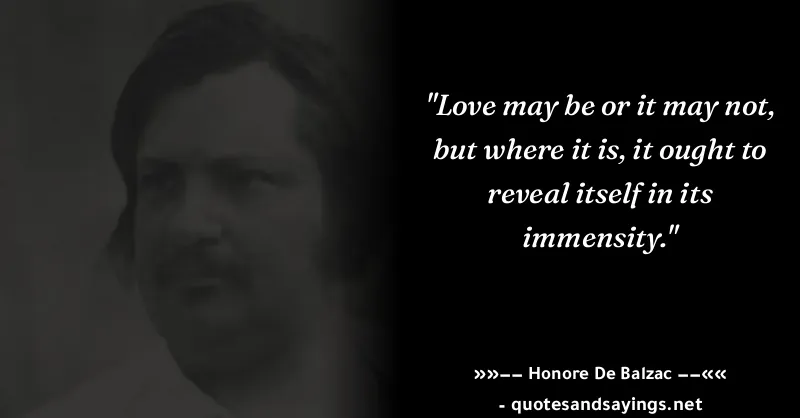 "Love may be or it may not,
but where it is, it ought to
reveal itself in its
immensity."
»»−− Honore De Balzac −−««
- quotesandsayings.net